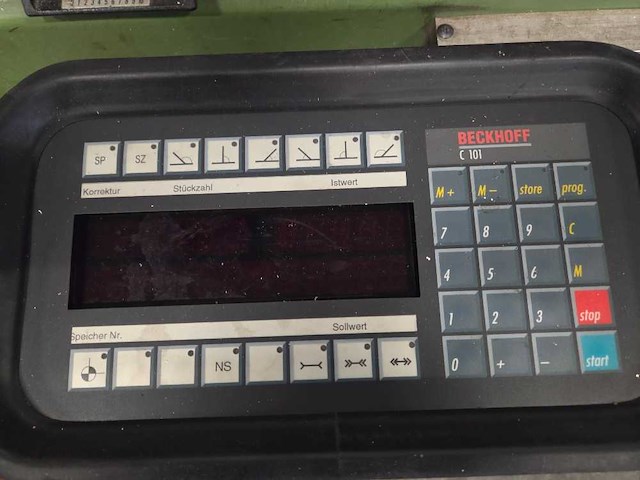 BECKHOFF
C 101
SP SZ
Korrektur Stückzahl Istwert
M+ M- store prog.
7 8 9 C
4 5 6 M
Speicher Nr. Sollwert
1 2 3 stop
NS
0 + - start